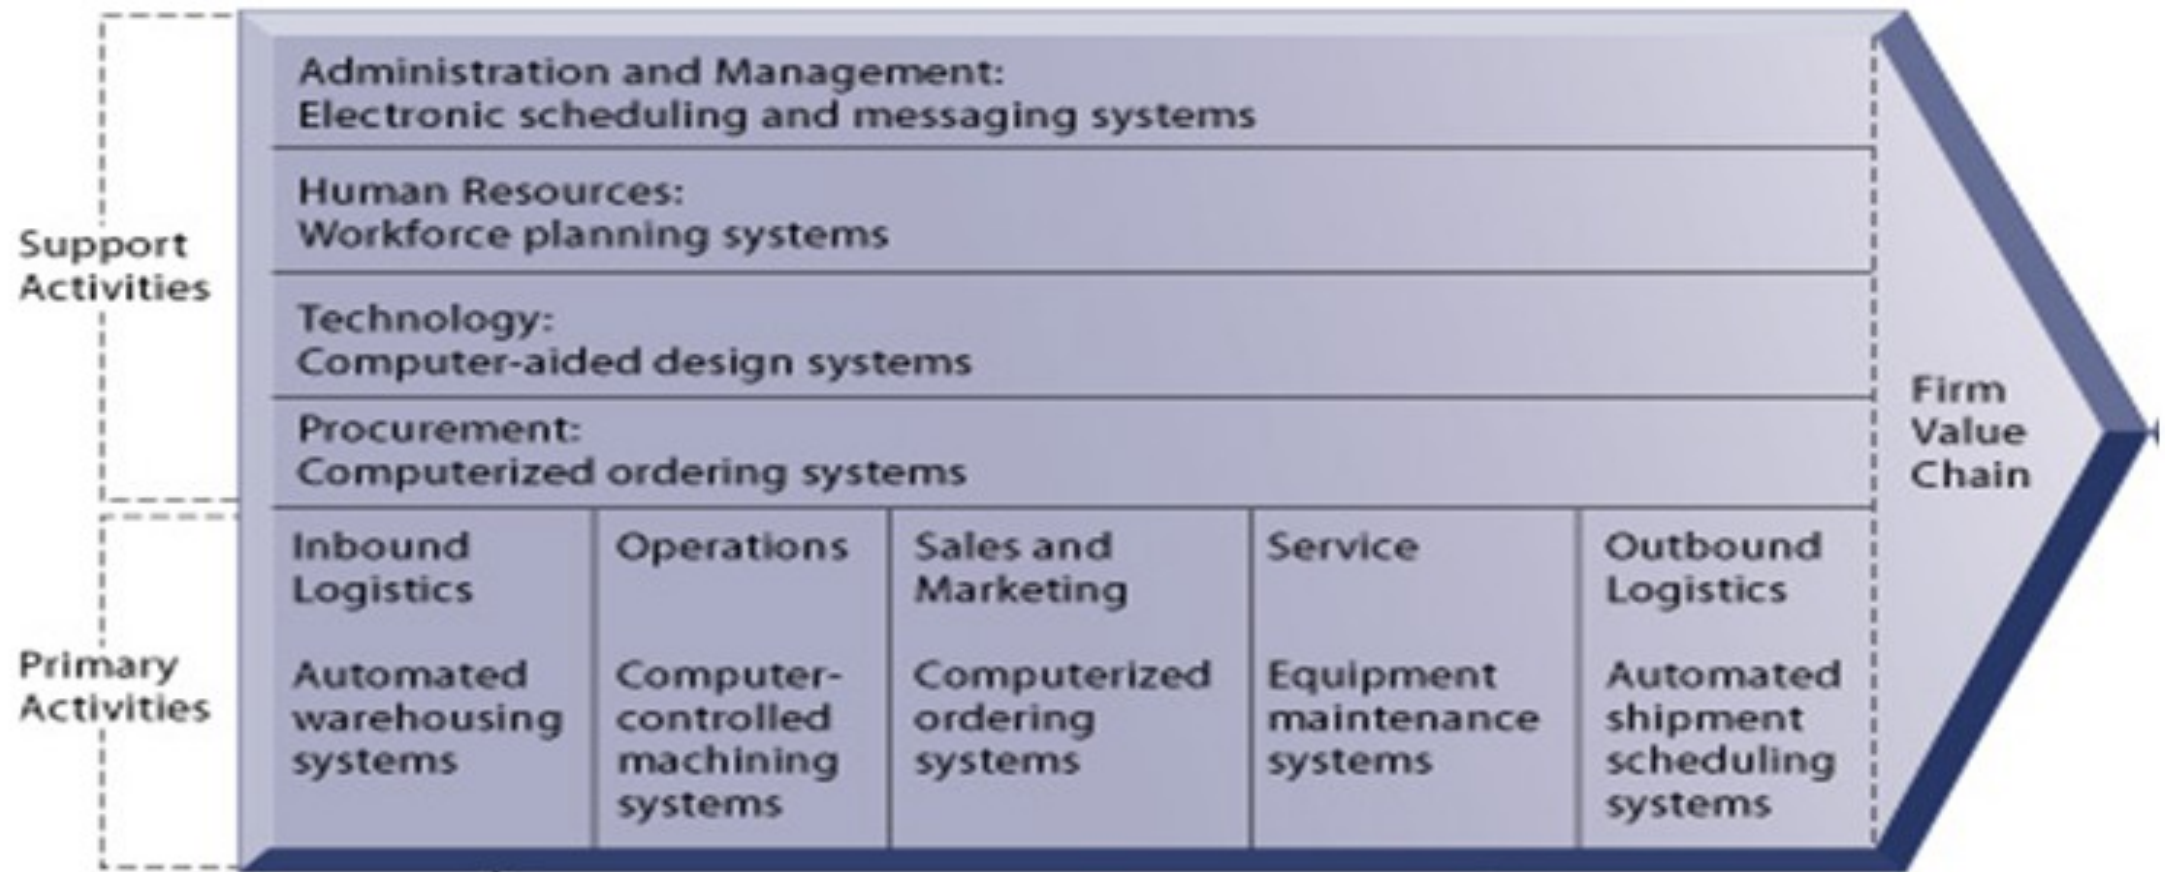 Support
Activities
Administration and Management:
Electronic scheduling and messaging systems
Human Resources:
Workforce planning systems
Technology:
Computer-aided design systems
Procurement:
Computerized ordering systems
Primary
Activities
Inbound
Logistics
Automated
warehousing
systems
Operations
Computer-
controlled
machining
systems
Sales and
Marketing
Computerized
ordering
systems
Service
Equipment
maintenance
systems
Outbound
Logistics
Automated
shipment
scheduling
systems
Firm
Value
Chain